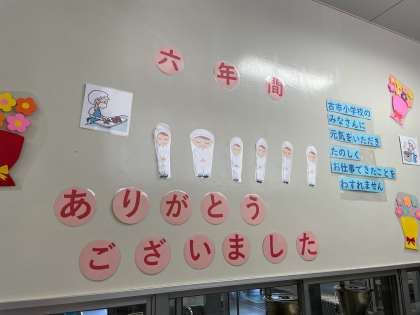 六年間
古市小学校の
みなさんに
元気をいただき
たのしく
お仕事できたことを
わすれません
ありがとう
ございました